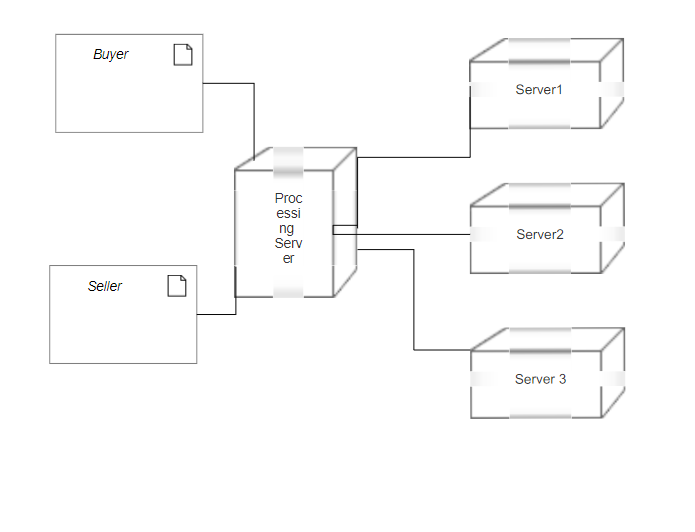 Buyer
Server1
Proc
essi
ng
Serv
er
Server2
Seller
Server 3